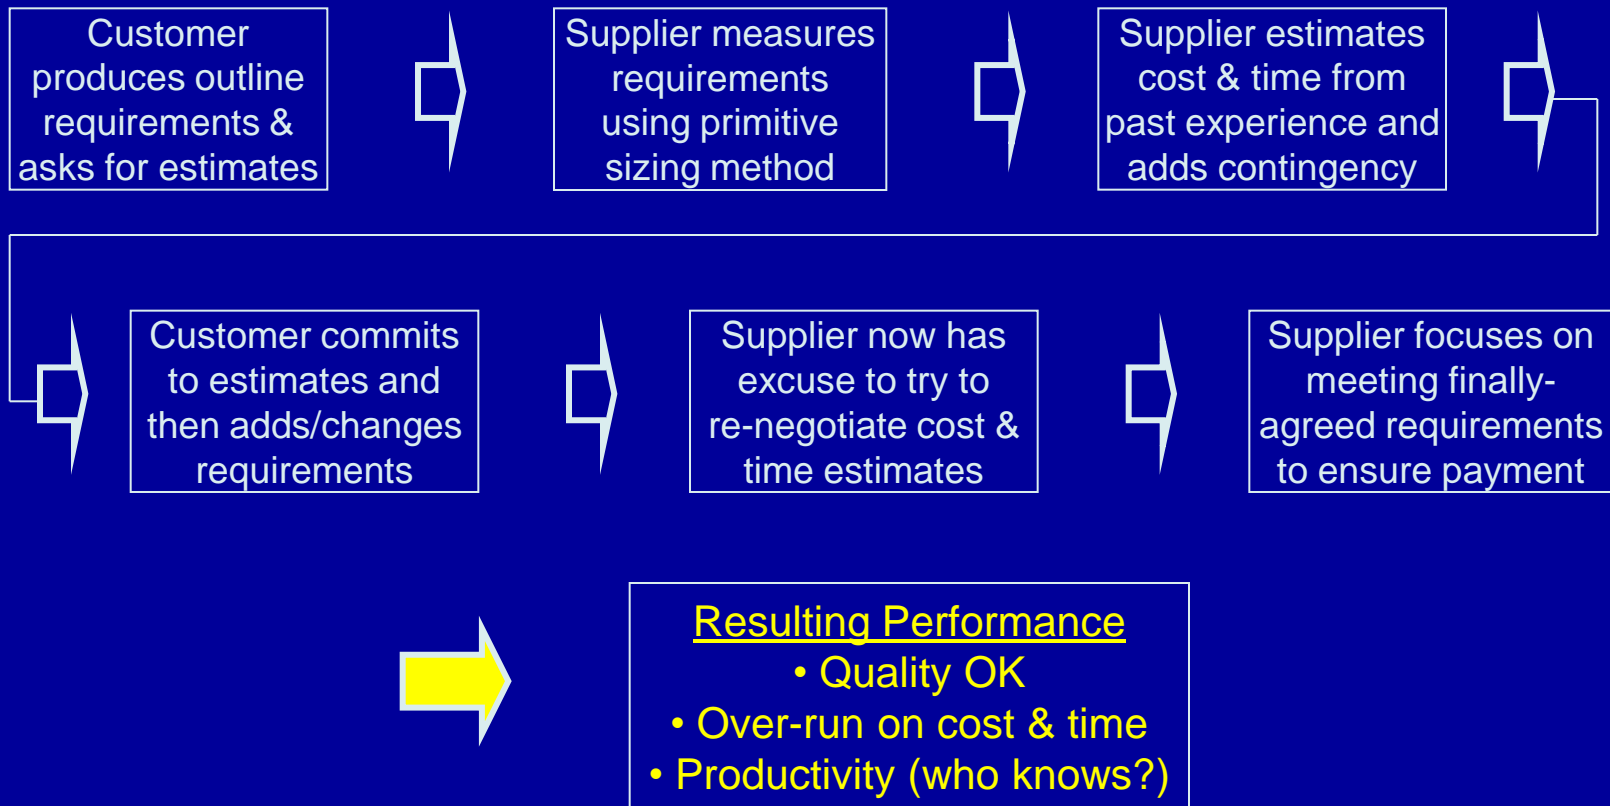 Customer
produces outline
requirements &
asks for estimates
Supplier measures
requirements
using primitive
sizing method
Supplier estimates
cost & time from
past experience and
adds contingency
Customer commits
to estimates and
then adds/changes
requirements
Supplier now has
excuse to try to
re-negotiate cost &
time estimates
Supplier focuses on
meeting finally-
agreed requirements
to ensure payment
Resulting Performance
• Quality OK
• Over-run on cost & time
• Productivity (who knows?)